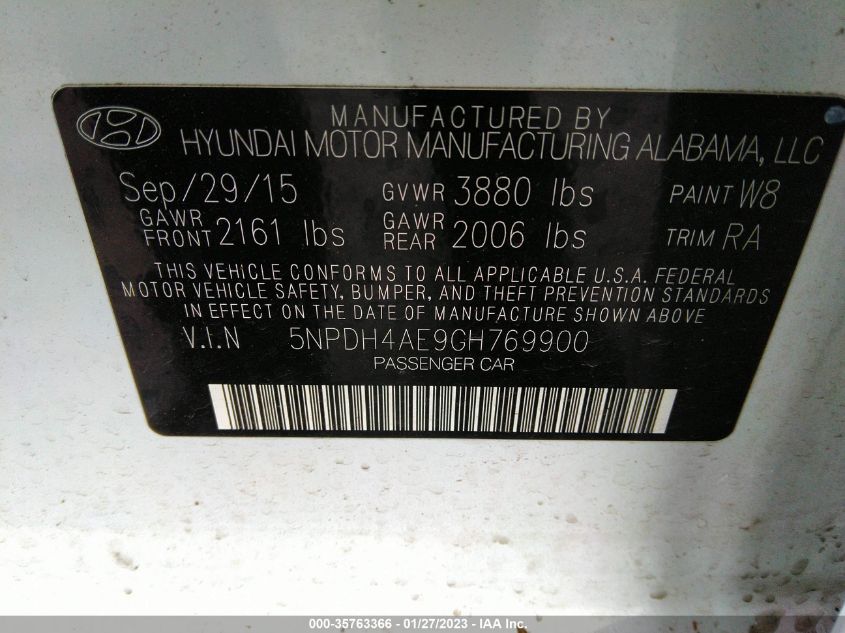 MANUFACTURED BY
HYUNDAI MOTOR MANUFACTURING ALABAMA, LLC
Sep/29/15 GVWR 3880 lbs PAINT W8
GAWR FRONT 2161 lbs GAWR REAR 2006 lbs TRIM RA
THIS VEHICLE CONFORMS TO ALL APPLICABLE U.S.A. FEDERAL
MOTOR VEHICLE SAFETY, BUMPER, AND THEFT PREVENTION STANDARDS
IN EFFECT ON THE DATE OF MANUFACTURE SHOWN ABOVE.
V.I.N 5NPDH4AE9GH769900
PASSENGER CAR
000-35763366 - 01/27/2023 - IAA Inc.